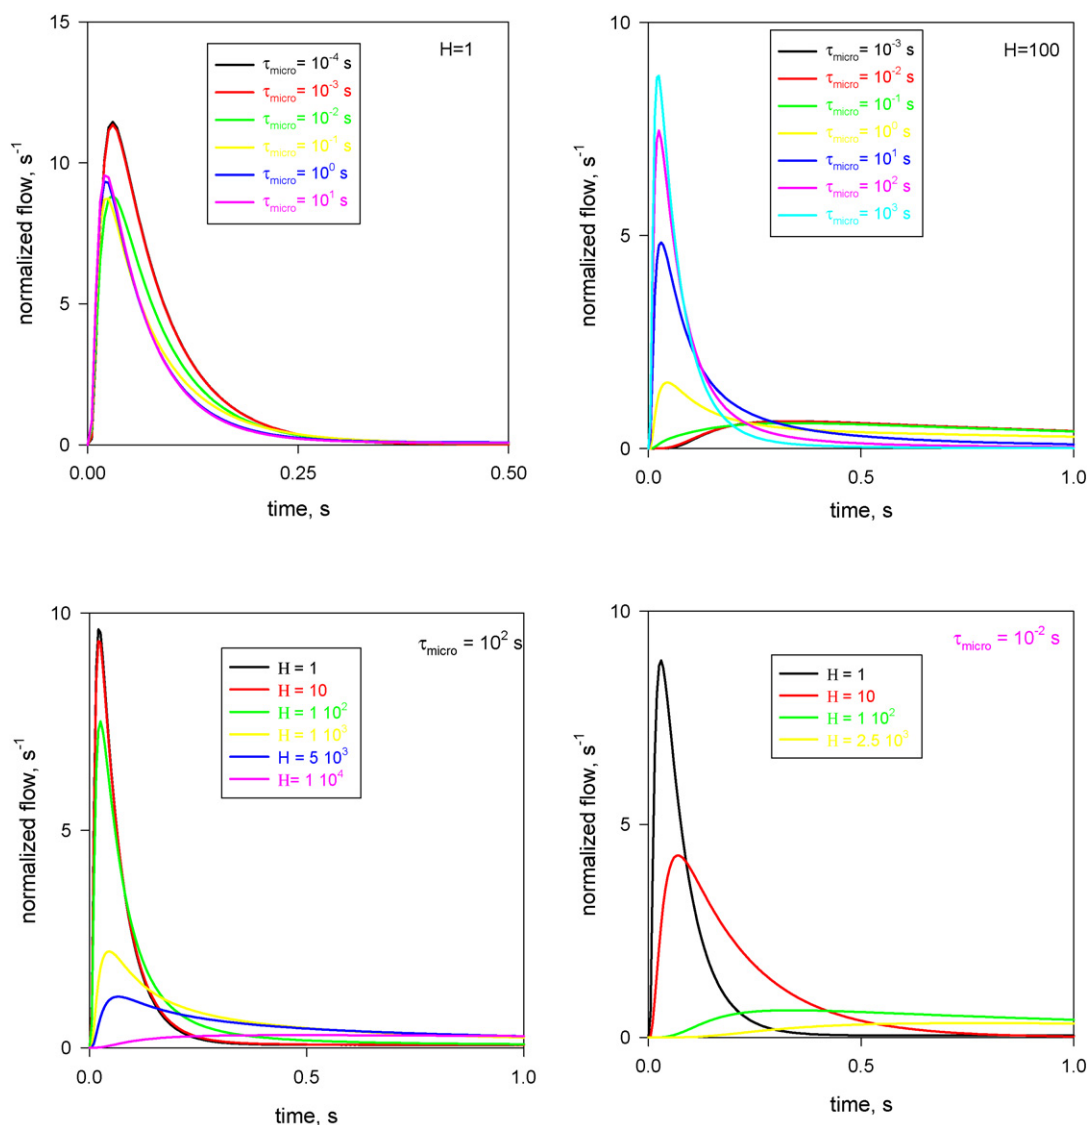 15
10
5
0
normalized flow, s⁻¹
H=1
τmicro= 10⁻⁴ s
τmicro= 10⁻³ s
τmicro= 10⁻² s
τmicro= 10⁻¹ s
τmicro= 10⁰ s
τmicro= 10¹ s
0.00 0.25 0.50
time, s
10
5
0
normalized flow, s⁻¹
H=100
τmicro= 10⁻³ s
τmicro= 10⁻² s
τmicro= 10⁻¹ s
τmicro= 10⁰ s
τmicro= 10¹ s
τmicro= 10² s
τmicro= 10³ s
0.0 0.5 1.0
time, s
10
5
0
normalized flow, s⁻¹
τmicro = 10² s
H = 1
H = 10
H = 1 10²
H = 1 10³
H = 5 10³
H= 1 10⁴
0.0 0.5 1.0
time, s
10
5
0
normalized flow, s⁻¹
τmicro = 10⁻² s
H = 1
H = 10
H = 1 10²
H = 2.5 10³
0.0 0.5 1.0
time, s